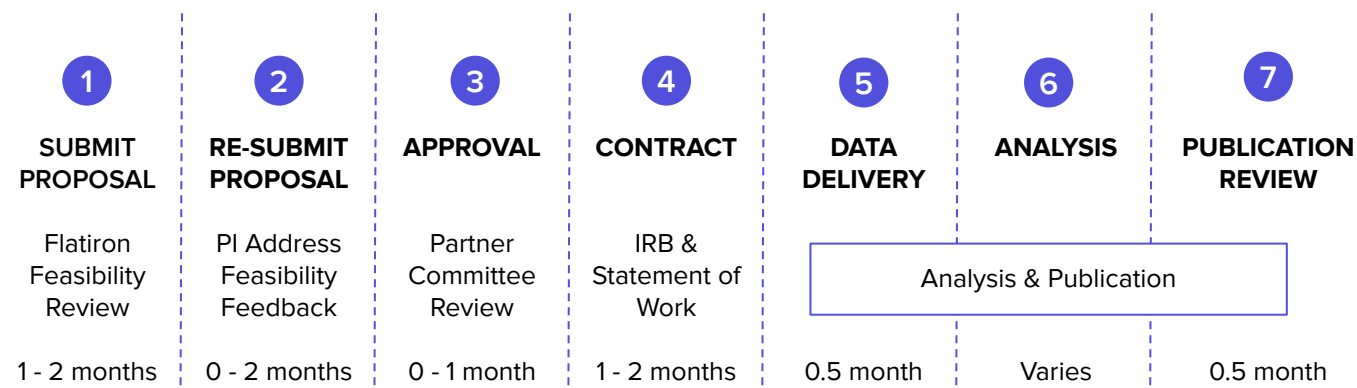 1
SUBMIT
PROPOSAL
Flatiron
Feasibility
Review
1 - 2 months
2
RE-SUBMIT
PROPOSAL
PI Address
Feasibility
Feedback
0 - 2 months
3
APPROVAL
Partner
Committee
Review
0 - 1 month
4
CONTRACT
IRB &
Statement of
Work
1 - 2 months
5
DATA
DELIVERY
6
ANALYSIS
7
PUBLICATION
REVIEW
Analysis & Publication
0.5 month
Varies
0.5 month